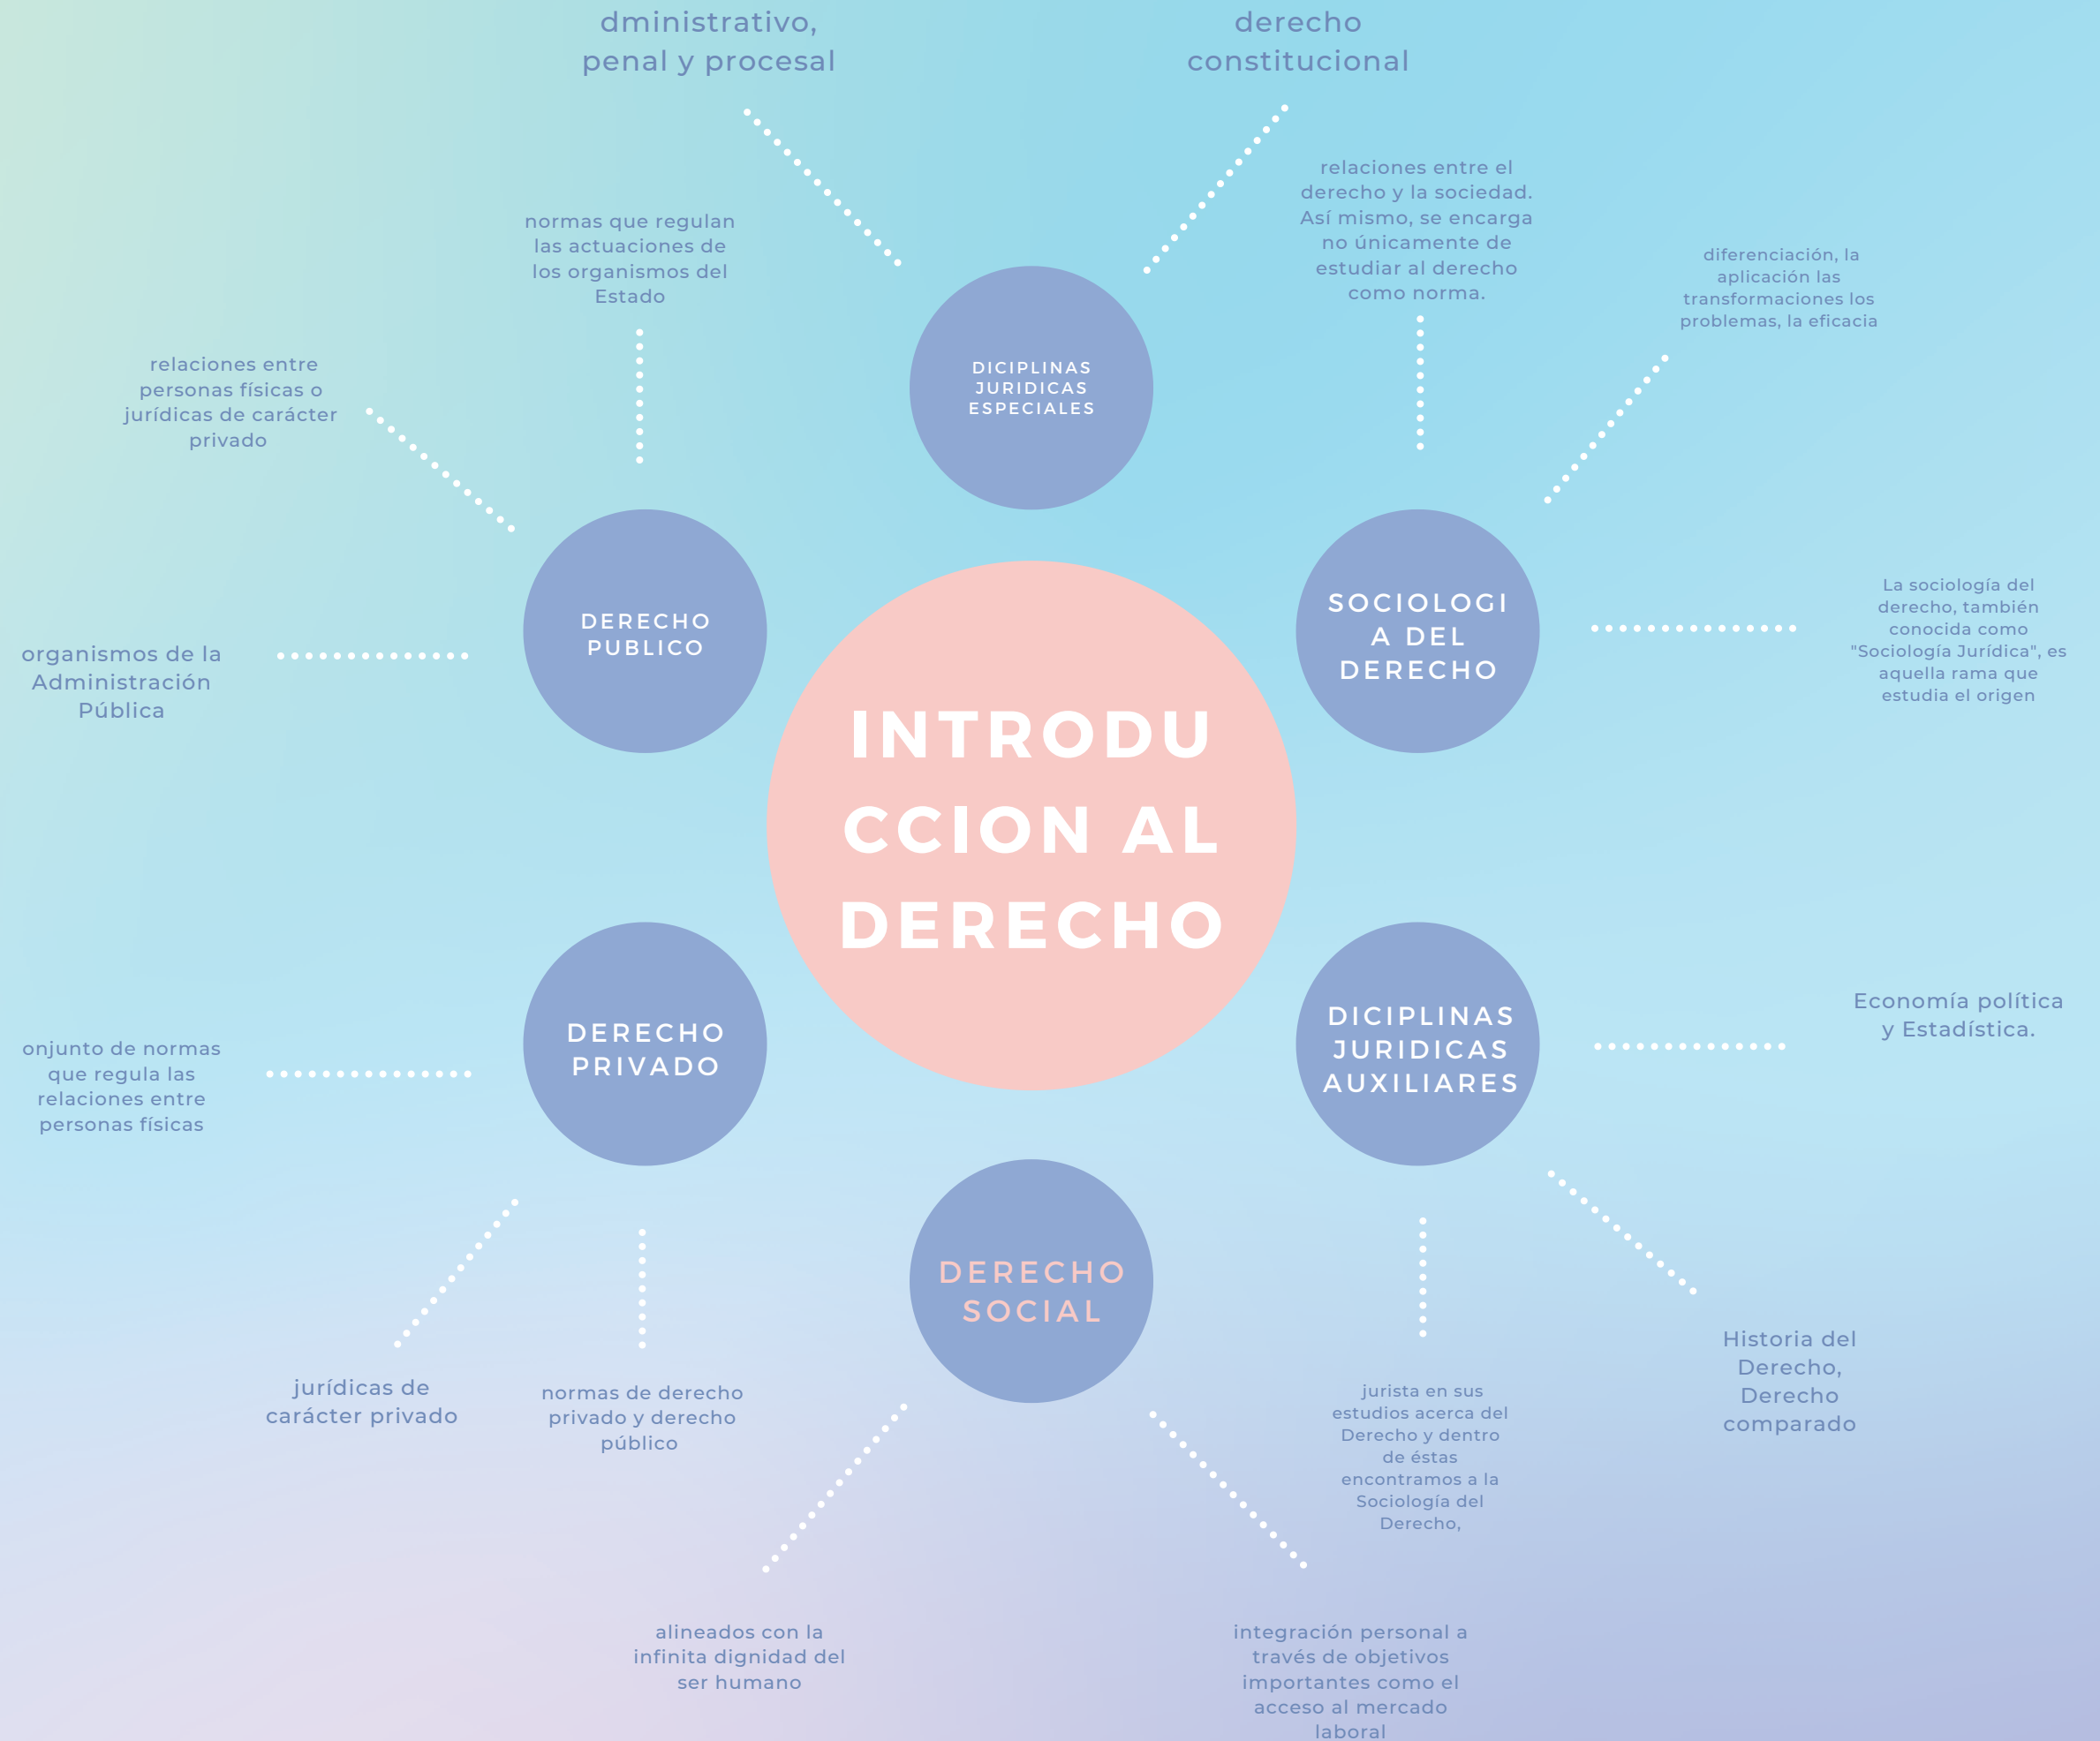 dministrativo,
penal y procesal
derecho
constitucional
normas que regulan
las actuaciones de
los organismos del
Estado
relaciones entre el
derecho y la sociedad.
Así mismo, se encarga
no únicamente de
estudiar al derecho
como norma.
diferenciación, la
aplicación las
transformaciones los
problemas, la eficacia
relaciones entre
personas físicas o
jurídicas de carácter
privado
DICIPLINAS
JURIDICAS
ESPECIALES
DERECHO
PUBLICO
SOCIOLOGI
A DEL
DERECHO
La sociología del
derecho, también
conocida como
"Sociología Jurídica", es
aquella rama que
estudia el origen
organismos de la
Administración
Pública
INTRODU
CCION AL
DERECHO
DERECHO
PRIVADO
DICIPLINAS
JURIDICAS
AUXILIARES
Economía política
y Estadística.
onjunto de normas
que regula las
relaciones entre
personas físicas
DERECHO
SOCIAL
jurídicas de
carácter privado
normas de derecho
privado y derecho
público
jurista en sus
estudios acerca del
Derecho y dentro
de éstas
encontramos a la
Sociología del
Derecho,
Historia del
Derecho,
Derecho
comparado
alineados con la
infinita dignidad del
ser humano
integración personal a
través de objetivos
importantes como el
acceso al mercado
laboral